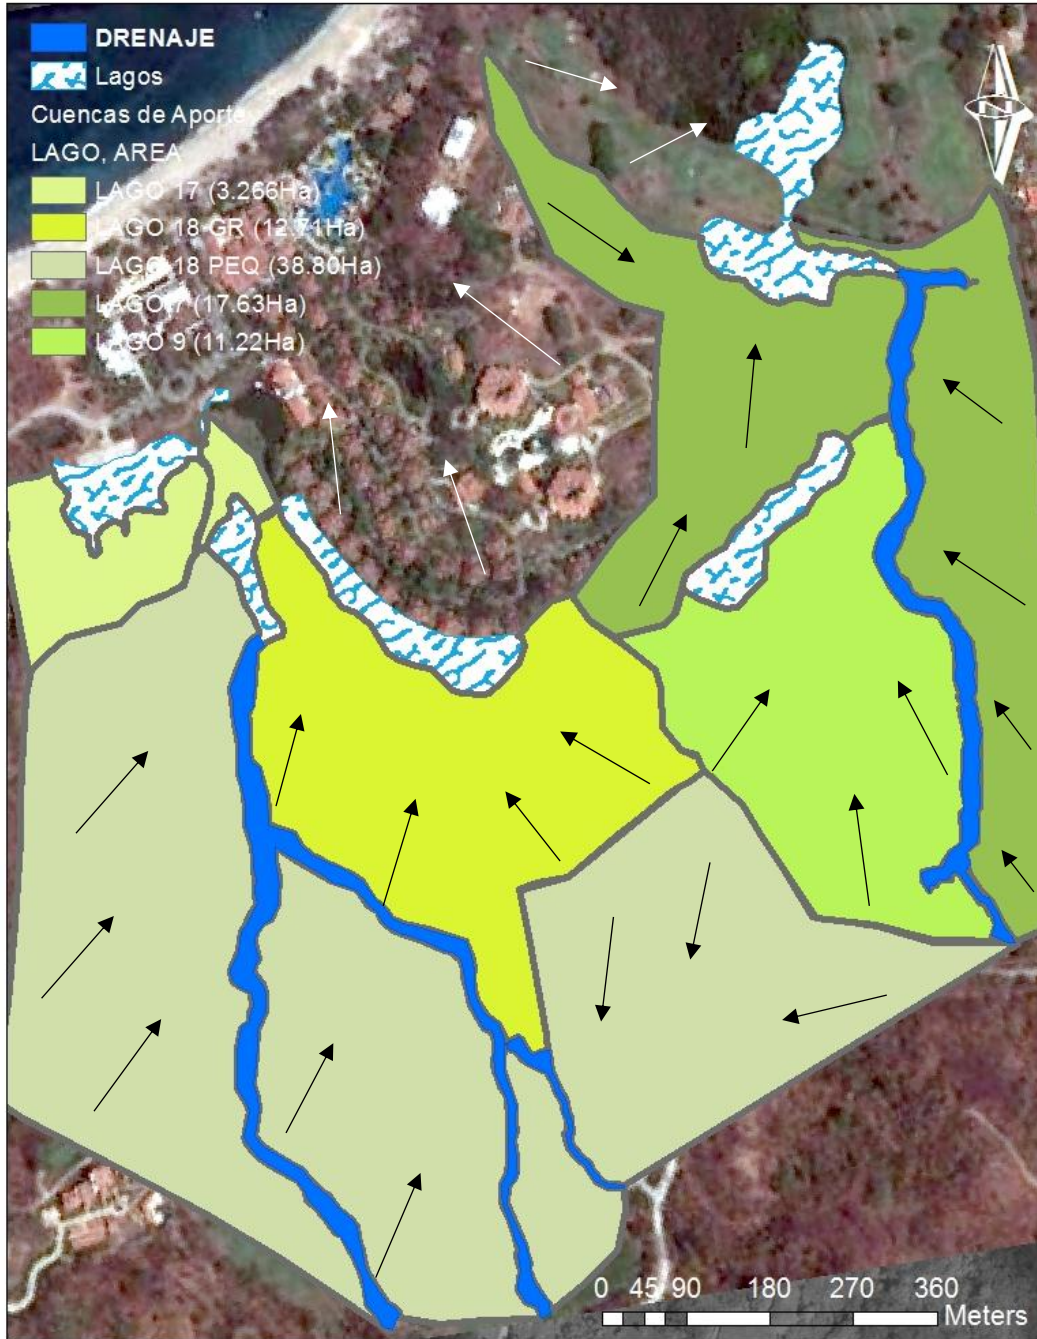 DRENAJE
Lagos
Cuencas de Aporte
LAGO, AREA
LAGO 17 (3.266Ha)
LAGO 18 GR (12.71Ha)
LAGO 18 PEQ (38.80Ha)
LAGO 7 (17.63Ha)
LAGO 9 (11.22Ha)
N
0 45 90 180 270 360
Meters